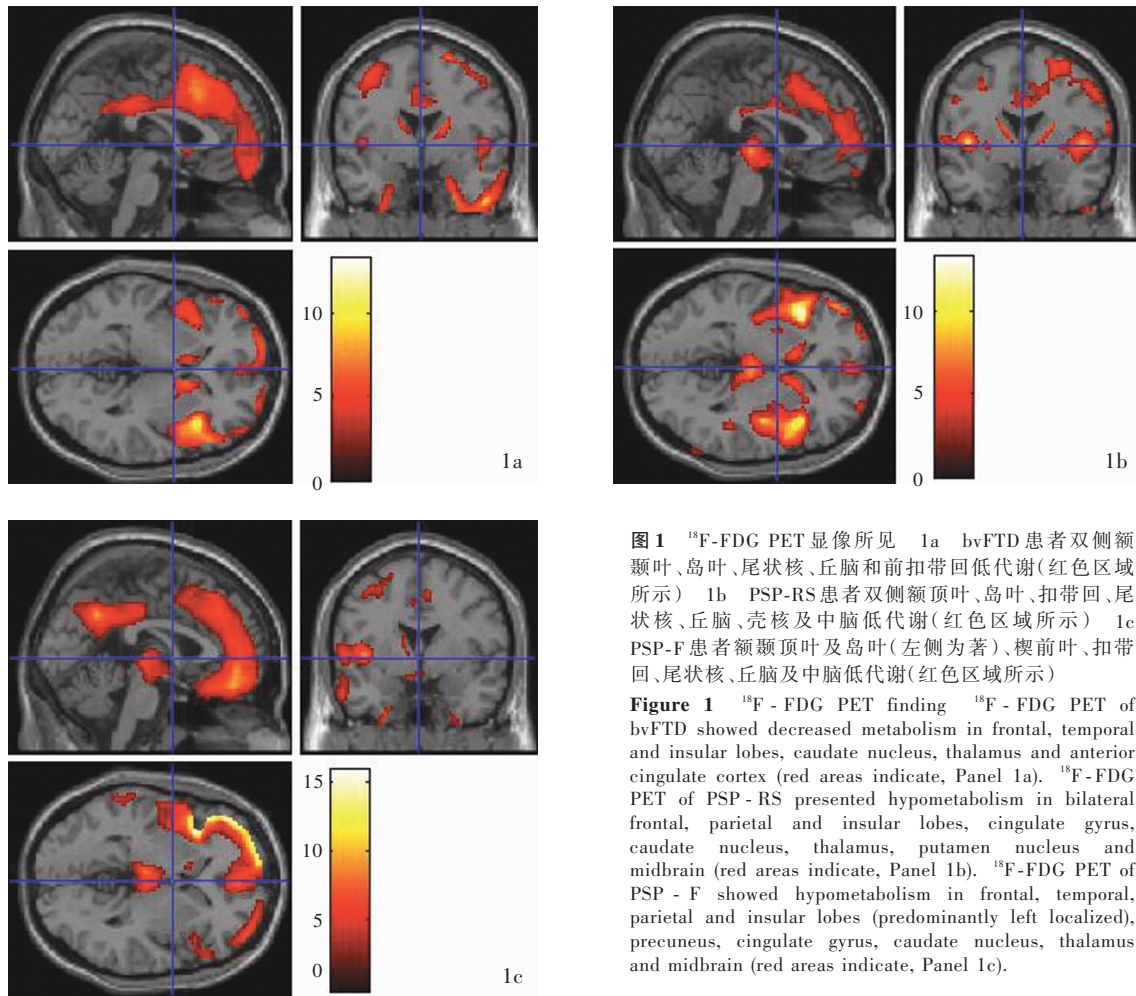 10
5
0
1a
10
5
0
1b
15
10
5
0
1c
图1 ¹⁸F-FDG PET显像所见 1a bvFTD患者双侧额
颞叶、岛叶、尾状核、丘脑和前扣带回低代谢(红色区域
所示) 1b PSP-RS患者双侧额顶叶、岛叶、扣带回、尾
状核、丘脑、壳核及中脑低代谢(红色区域所示) 1c
PSP-F患者额颞顶叶及岛叶(左侧为著)、楔前叶、扣带
回、尾状核、丘脑及中脑低代谢(红色区域所示)
Figure 1 ¹⁸F-FDG PET finding ¹⁸F-FDG PET of
bvFTD showed decreased metabolism in frontal, temporal
and insular lobes, caudate nucleus, thalamus and anterior
cingulate cortex (red areas indicate, Panel 1a). ¹⁸F-FDG
PET of PSP-RS presented hypometabolism in bilateral
frontal, parietal and insular lobes, cingulate gyrus,
caudate nucleus, thalamus, putamen nucleus and
midbrain (red areas indicate, Panel 1b). ¹⁸F-FDG PET of
PSP-F showed hypometabolism in frontal, temporal,
parietal and insular lobes (predominantly left localized),
precuneus, cingulate gyrus, caudate nucleus, thalamus
and midbrain (red areas indicate, Panel 1c).